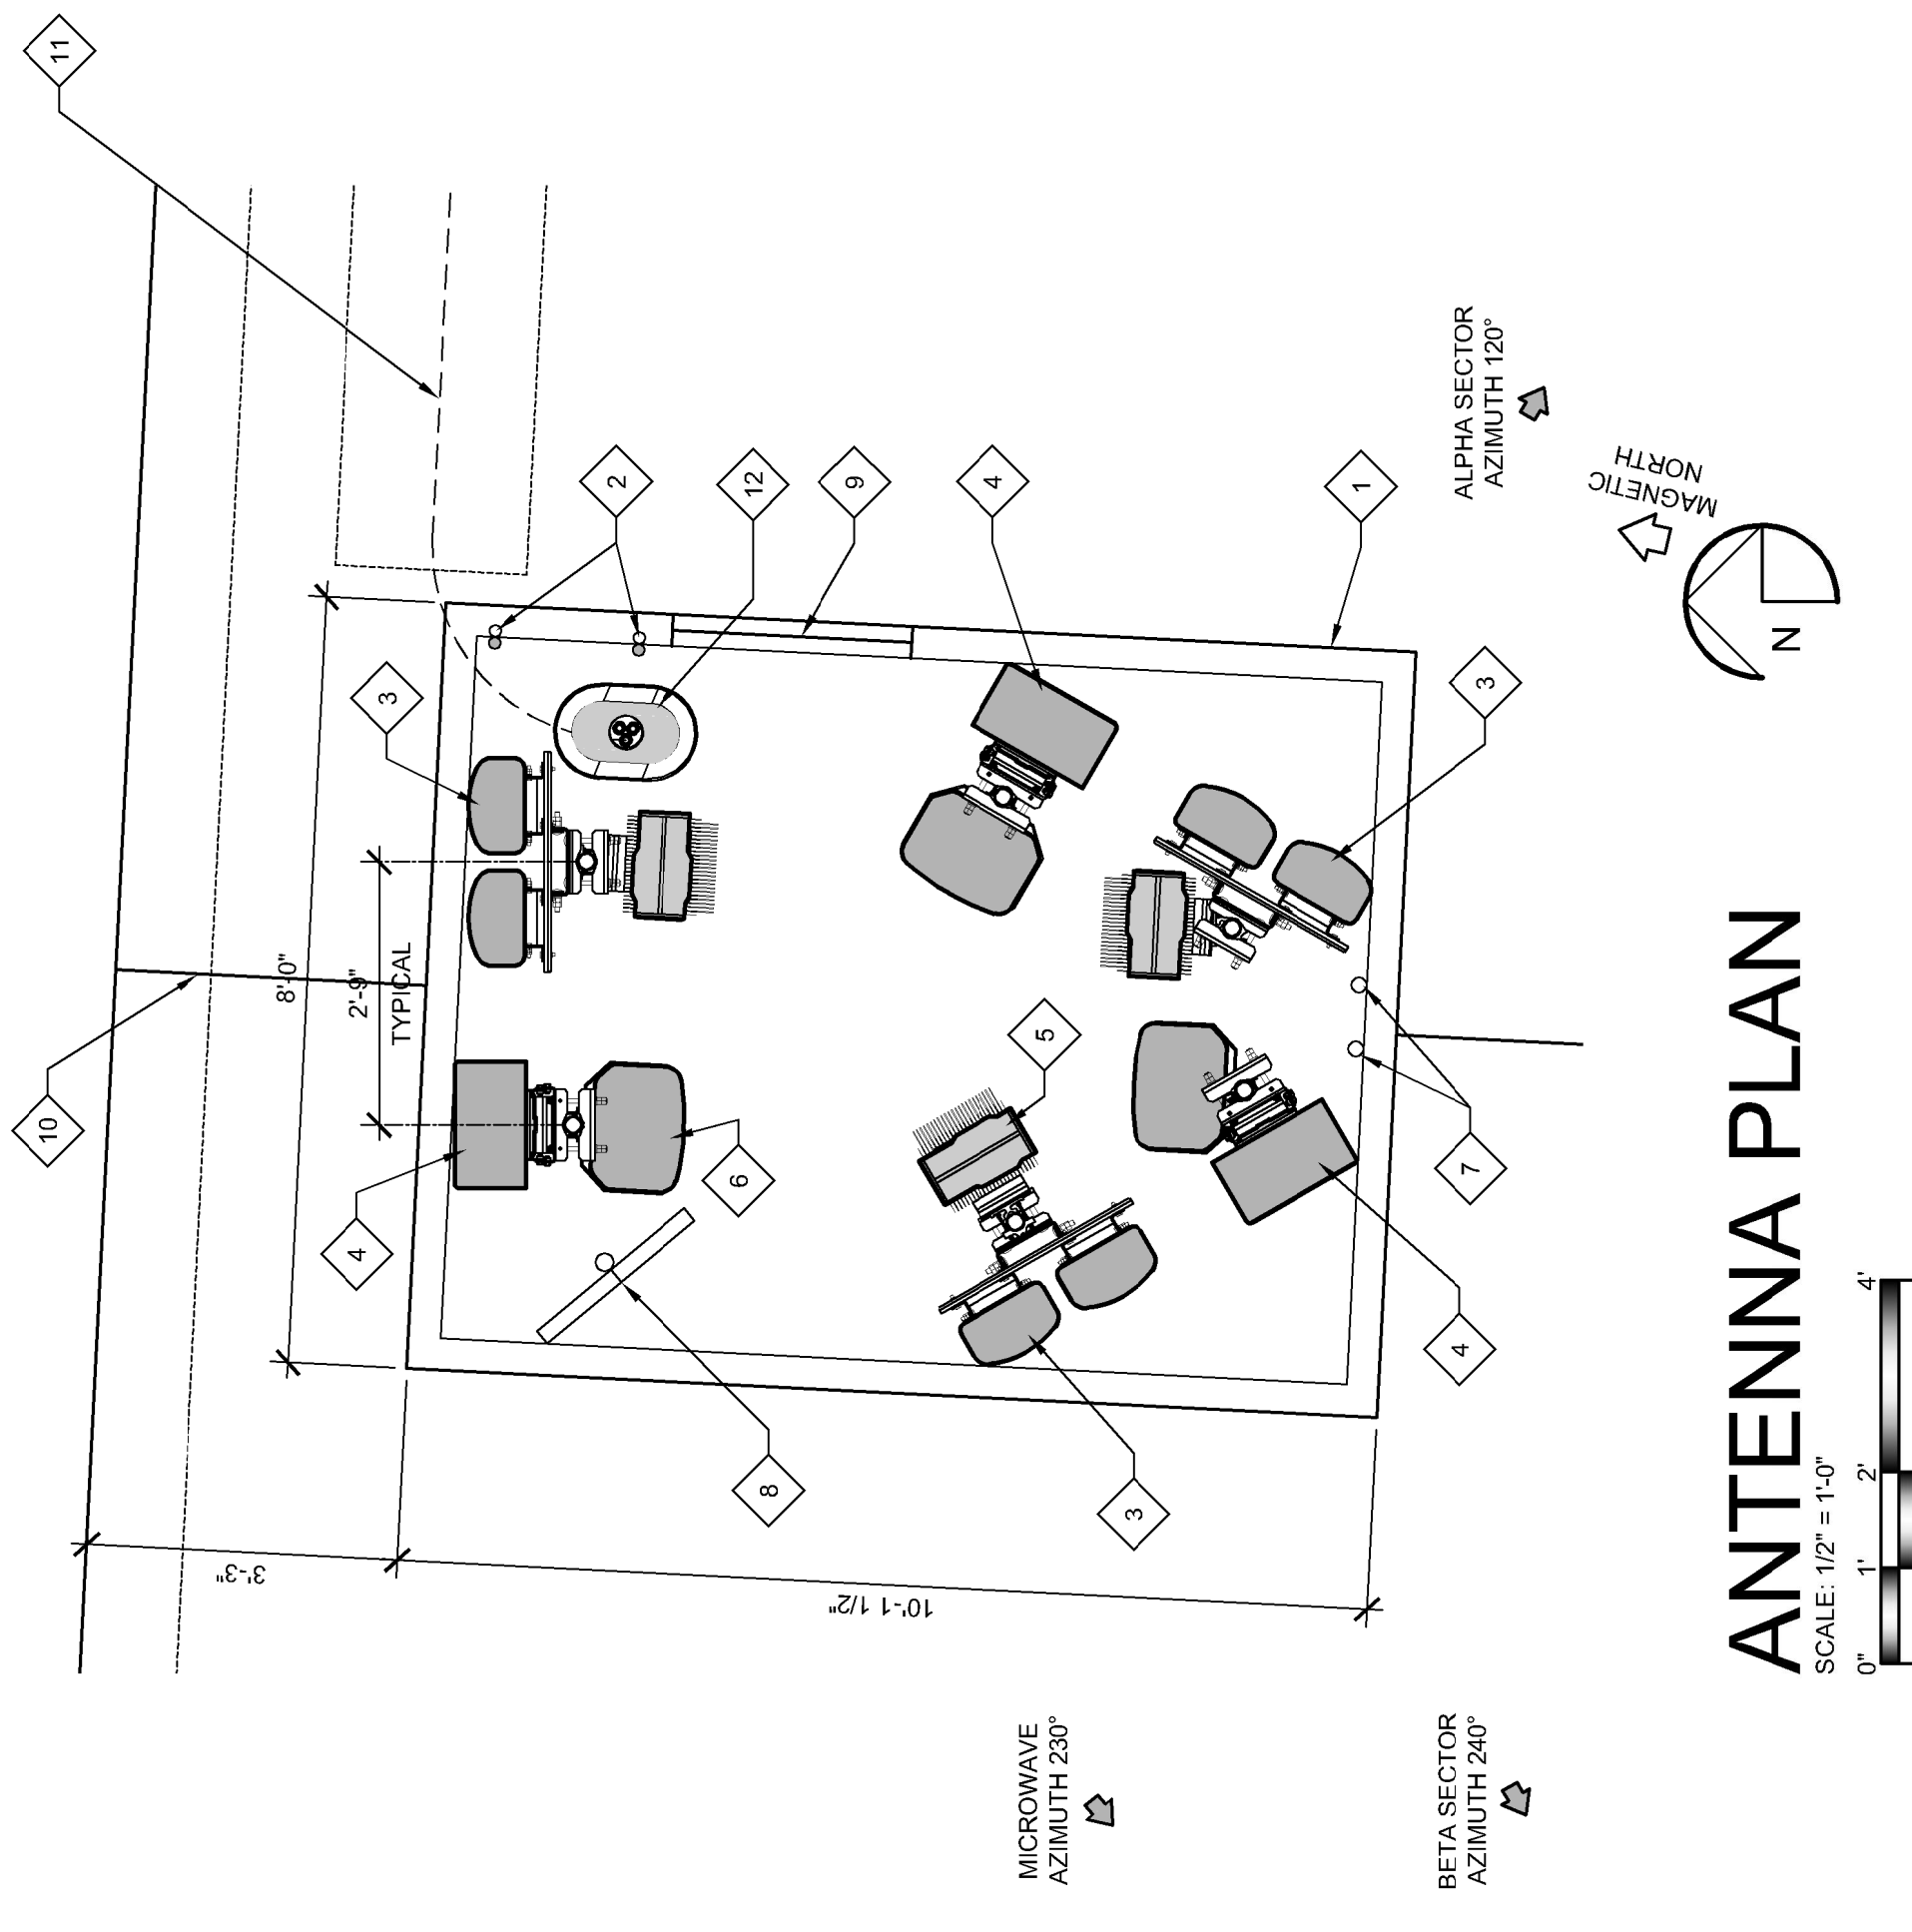 11
10
8'-0"
2'-9"
TYPICAL
3
2
12
9
4
1
ALPHA SECTOR
AZIMUTH 120°
MAGNETIC
NORTH
N
3
4
6
5
7
8
3
4
3'-3"
10'-1 1/2"
MICROWAVE
AZIMUTH 230°
BETA SECTOR
AZIMUTH 240°
ANTENNA PLAN
SCALE: 1/2" = 1'-0"
0" 1' 2' 4'